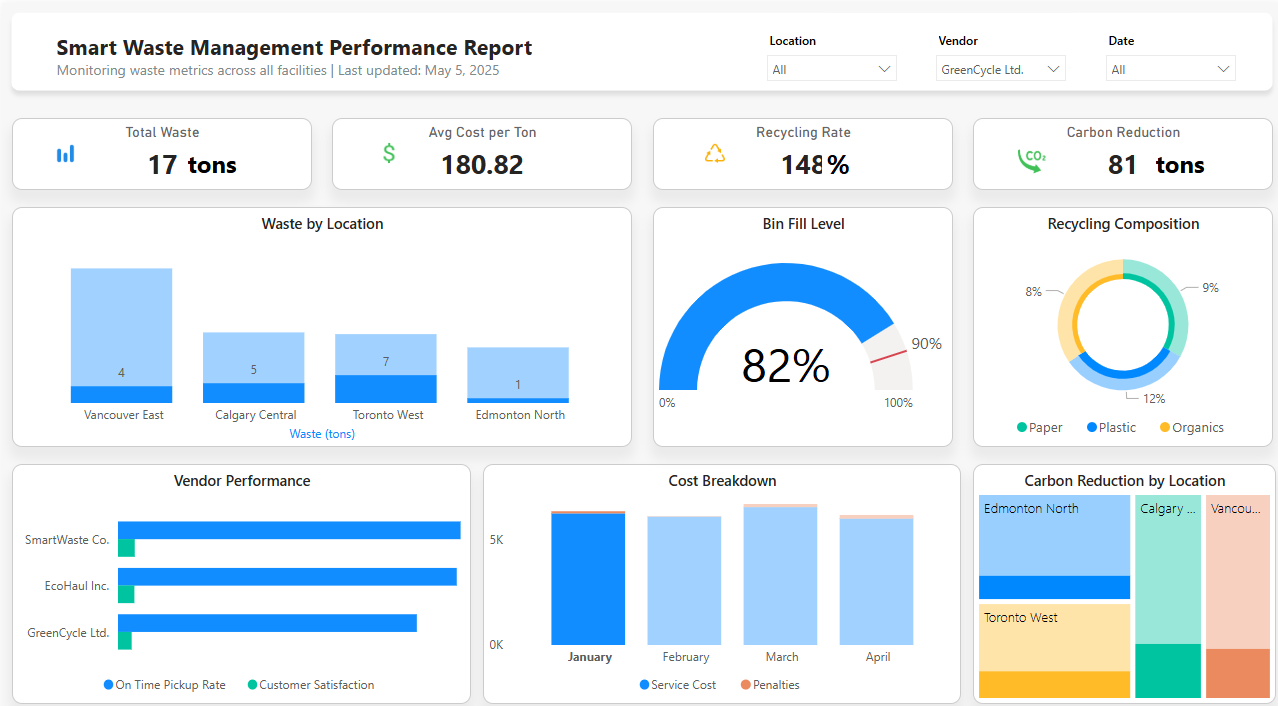 Smart Waste Management Performance Report
Monitoring waste metrics across all facilities | Last updated: May 5, 2025
Location
All
Vendor
GreenCycle Ltd.
Date
All
Total Waste
17 tons
Avg Cost per Ton
$
180.82
Recycling Rate
148%
Carbon Reduction
CO₂
81 tons
Waste by Location
4
5
7
1
Vancouver East
Calgary Central
Toronto West
Edmonton North
Waste (tons)
Bin Fill Level
82%
90%
0%
100%
Recycling Composition
8%
9%
12%
Paper
Plastic
Organics
Vendor Performance
SmartWaste Co.
EcoHaul Inc.
GreenCycle Ltd.
On Time Pickup Rate
Customer Satisfaction
Cost Breakdown
5K
0K
January
February
March
April
Service Cost
Penalties
Carbon Reduction by Location
Edmonton North
Calgary ...
Vancou...
Toronto West